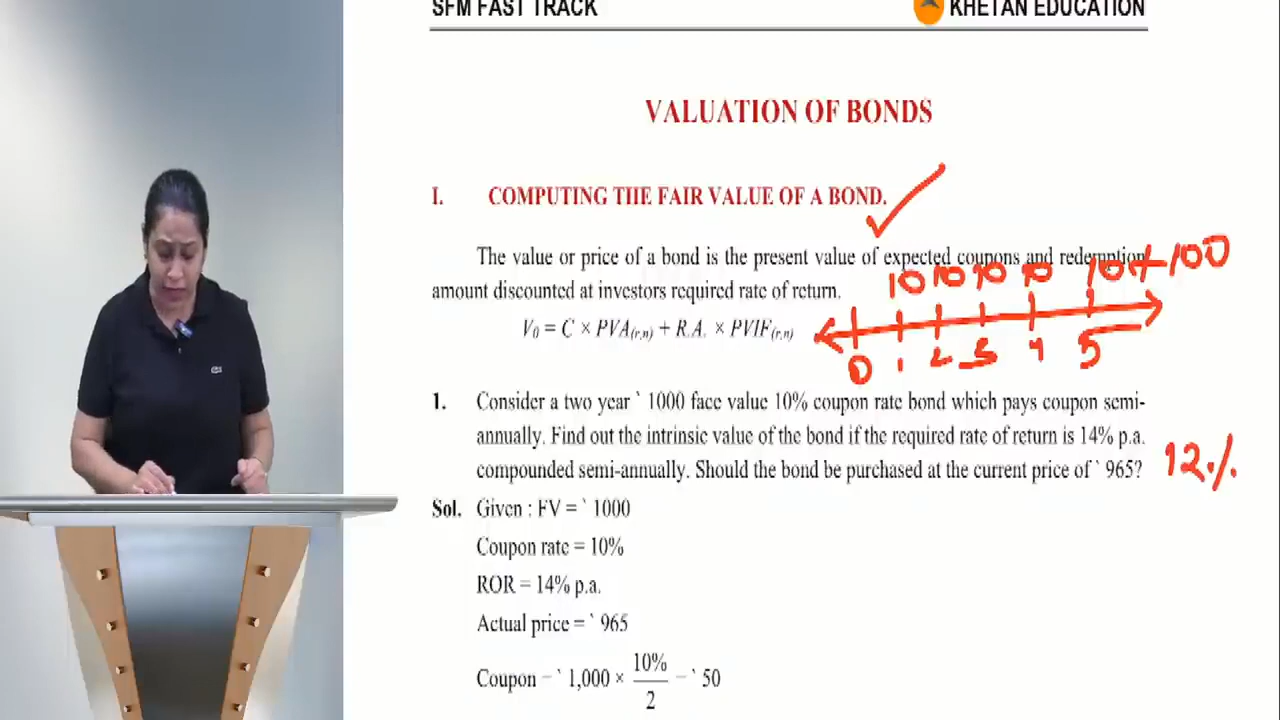 SFM FAST TRACK
KHETAN EDUCATION
VALUATION OF BONDS
I. COMPUTING THE FAIR VALUE OF A BOND.
The value or price of a bond is the present value of expected coupons and redemption
amount discounted at investors required rate of return.
10 10 10 10 10+100
V₀ = C × PVA(r,n) + R.A. × PVIF(r,n)
0 1 2 3 4 5
1. Consider a two year ` 1000 face value 10% coupon rate bond which pays coupon semi-
annually. Find out the intrinsic value of the bond if the required rate of return is 14% p.a.
compounded semi-annually. Should the bond be purchased at the current price of ` 965?
12%
Sol. Given : FV = ` 1000
Coupon rate = 10%
ROR = 14% p.a.
Actual price = ` 965
Coupon = ` 1,000 × 10%/2 = ` 50